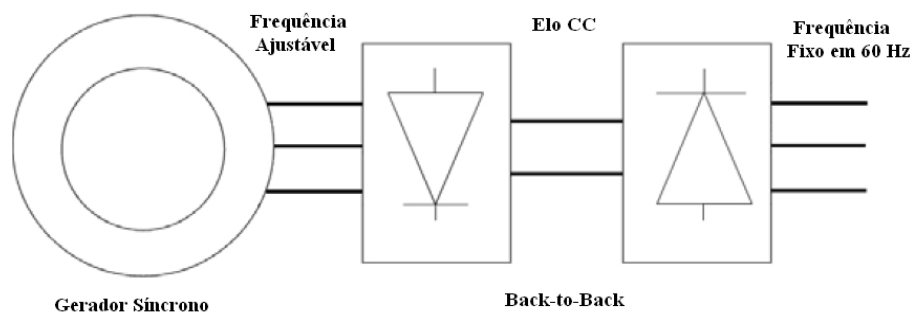 Frequência
Ajustável
Elo CC
Frequência
Fixo em 60 Hz
Gerador Síncrono
Back-to-Back